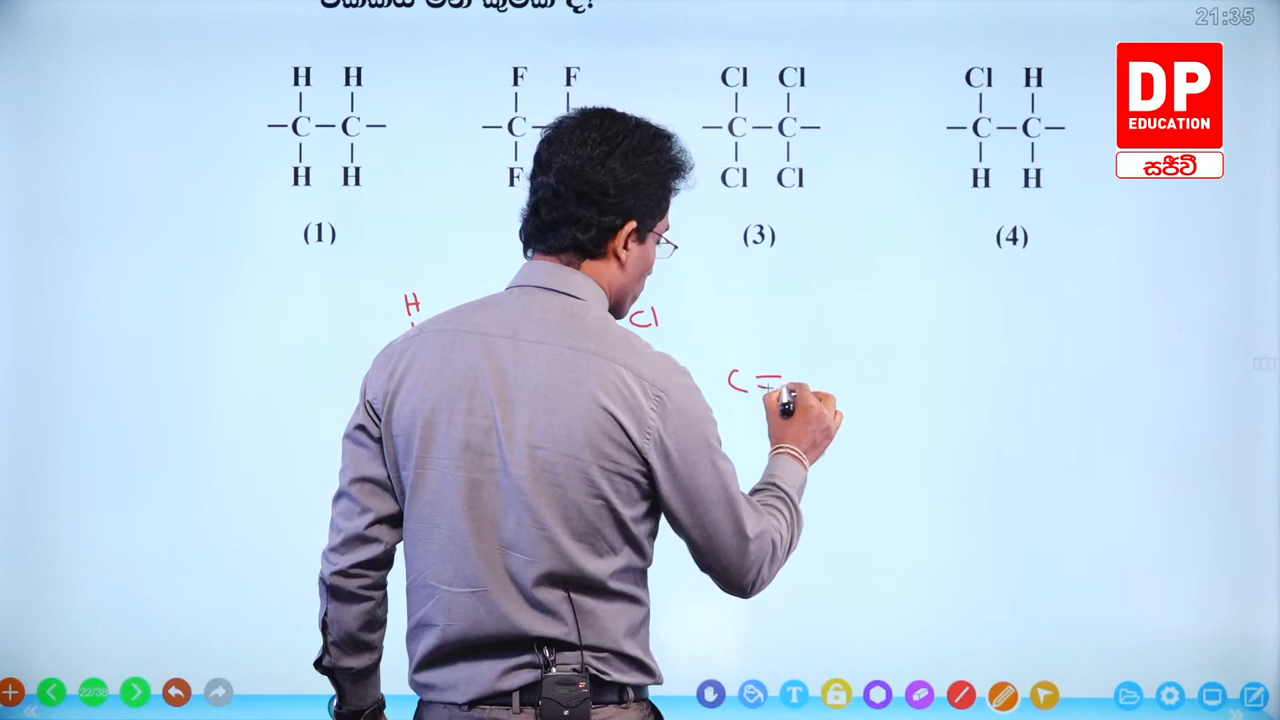 21:35
H H F F Cl Cl Cl H
–C–C– –C– –C–C– –C–C–
H H F Cl Cl H H
(1) (3) (4)
DP
EDUCATION
සජීවී
H Cl
C =
22/38
T